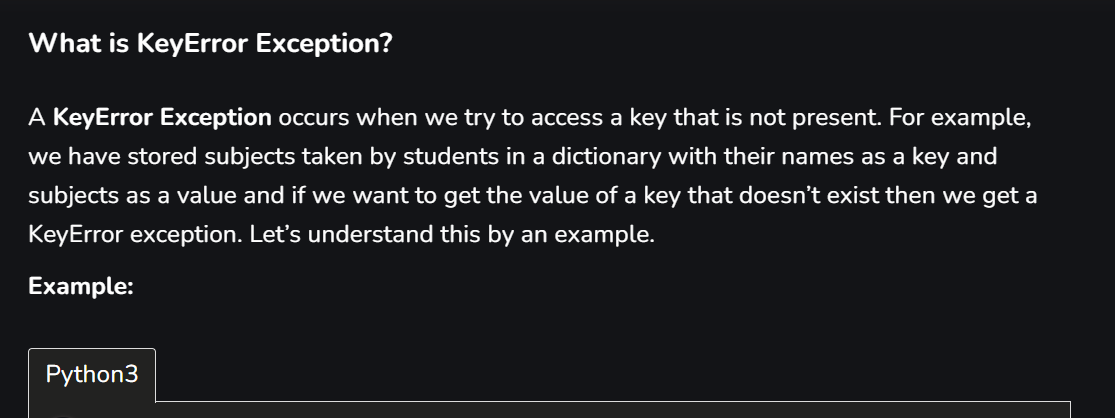 What is KeyError Exception?
A KeyError Exception occurs when we try to access a key that is not present. For example,
we have stored subjects taken by students in a dictionary with their names as a key and
subjects as a value and if we want to get the value of a key that doesn’t exist then we get a
KeyError exception. Let’s understand this by an example.
Example:
Python3